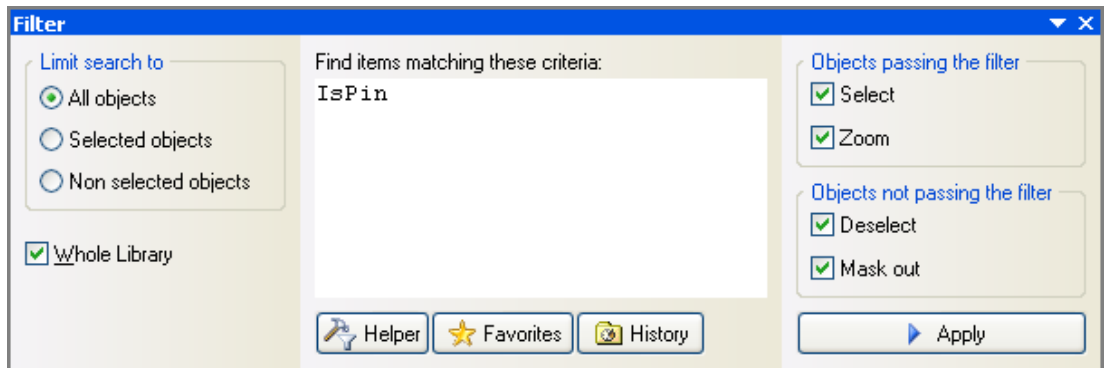 Filter
Limit search to
All objects
Selected objects
Non selected objects
Whole Library
Find items matching these criteria:
IsPin
Helper
Favorites
History
Objects passing the filter
Select
Zoom
Objects not passing the filter
Deselect
Mask out
Apply